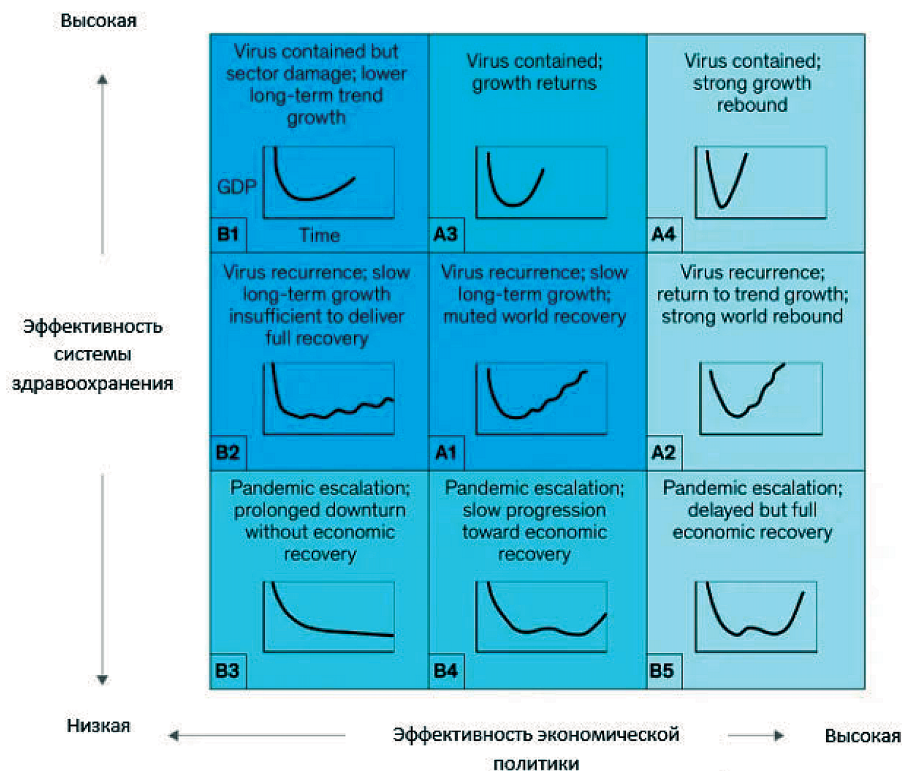 Высокая
Virus contained but
sector damage; lower
long-term trend
growth
GDP
B1
Time
Virus contained;
growth returns
A3
Virus contained;
strong growth
rebound
A4
Эффективность
системы
здравоохранения
Virus recurrence; slow
long-term growth
insufficient to deliver
full recovery
B2
Virus recurrence; slow
long-term growth;
muted world recovery
A1
Virus recurrence;
return to trend growth;
strong world rebound
A2
Pandemic escalation;
prolonged downturn
without economic
recovery
B3
Pandemic escalation;
slow progression
toward economic
recovery
B4
Pandemic escalation;
delayed but full
economic recovery
B5
Низкая
Эффективность экономической
политики
Высокая